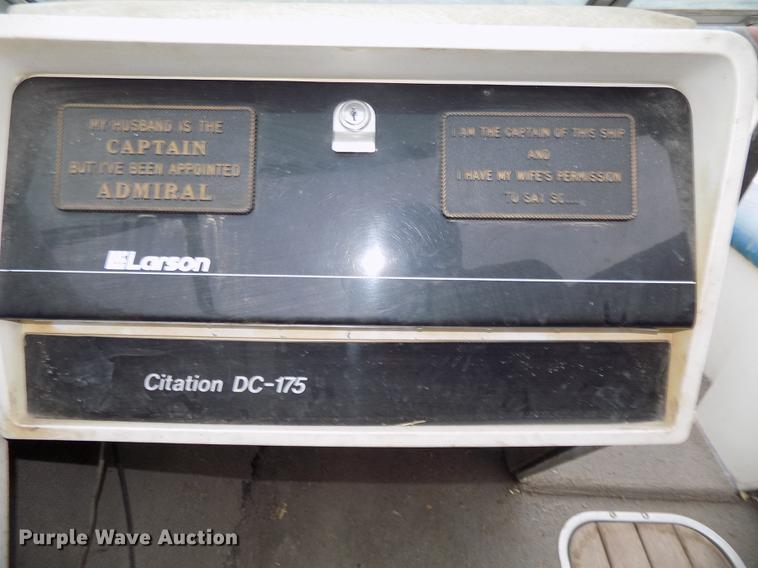 MY HUSBAND IS THE
CAPTAIN
BUT I'VE BEEN APPOINTED
ADMIRAL
I AM THE CAPTAIN OF THIS SHIP
AND
I HAVE MY WIFE'S PERMISSION
TO SAY SO....
Larson
Citation DC-175
Purple Wave Auction